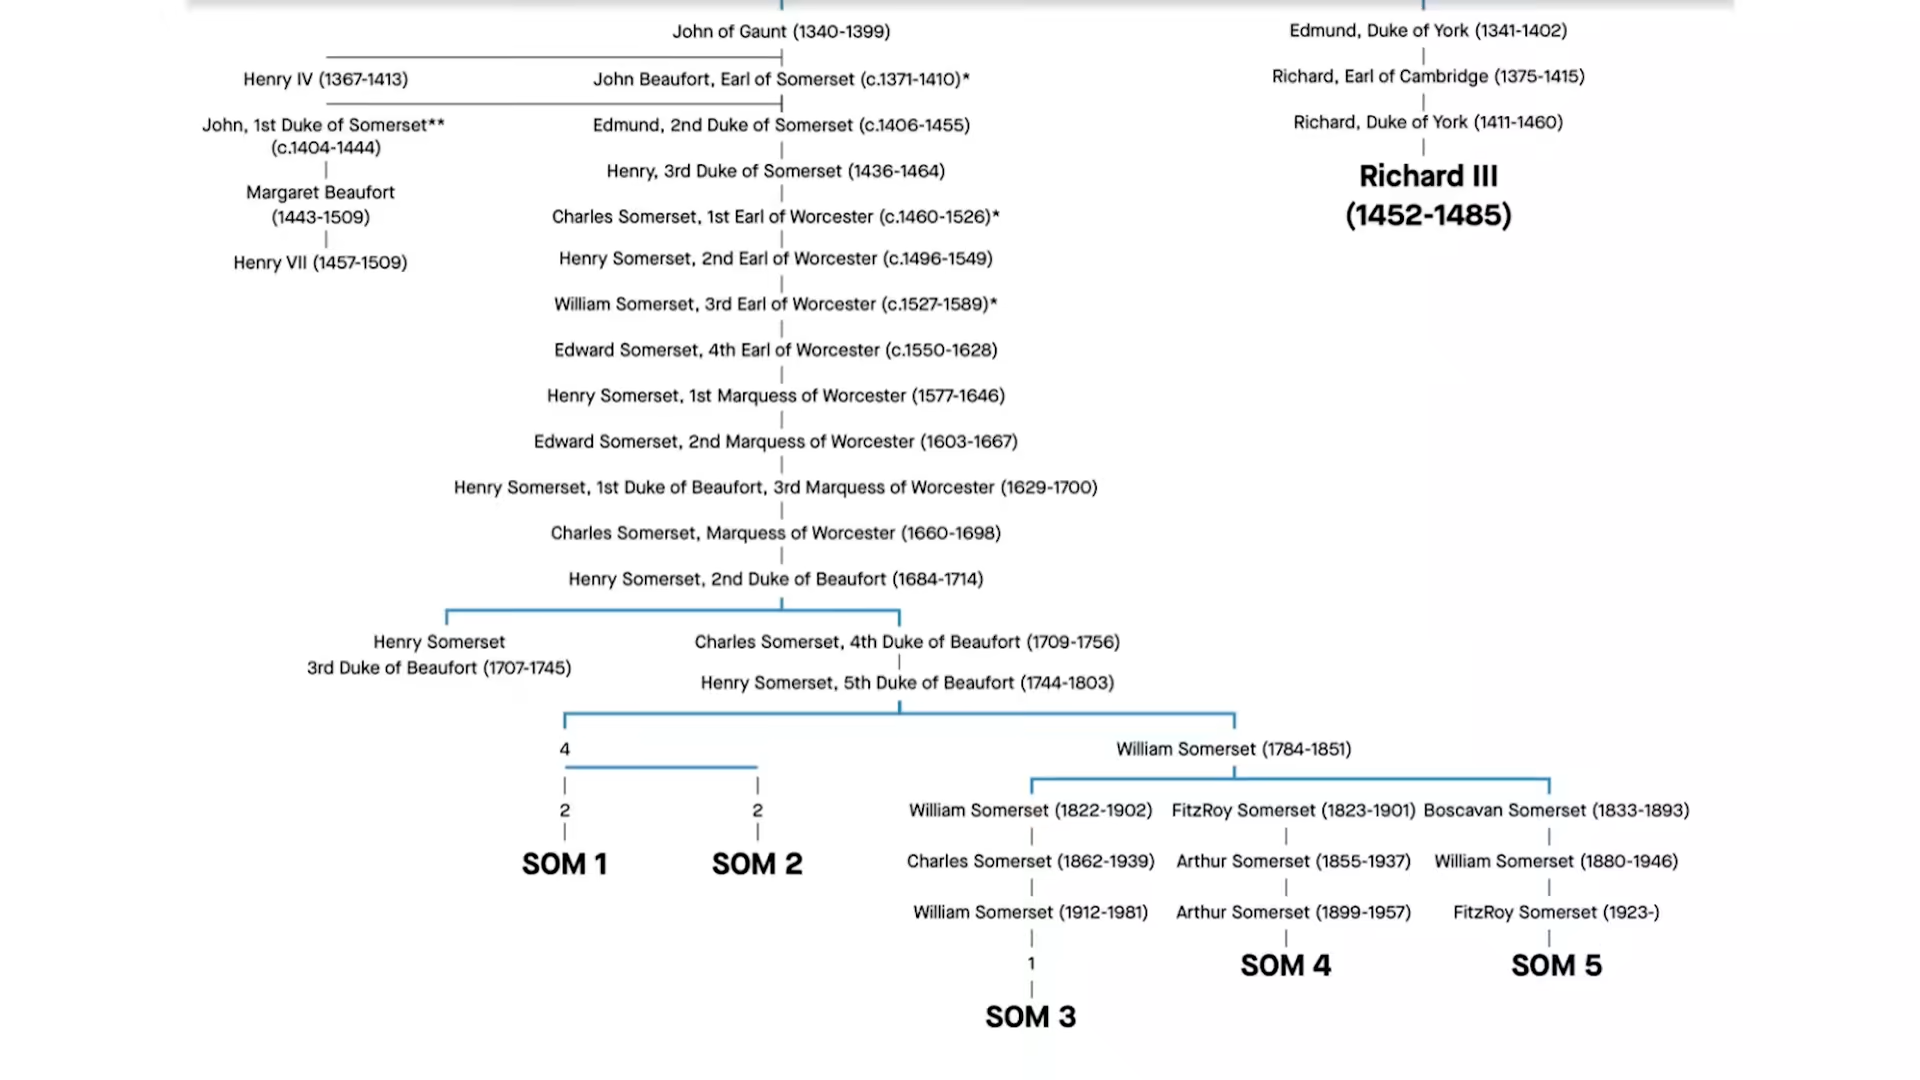 John of Gaunt (1340-1399)
Edmund, Duke of York (1341-1402)
Henry IV (1367-1413)
John Beaufort, Earl of Somerset (c.1371-1410)*
Richard, Earl of Cambridge (1375-1415)
John, 1st Duke of Somerset**
(c.1404-1444)
Edmund, 2nd Duke of Somerset (c.1406-1455)
Richard, Duke of York (1411-1460)
Henry, 3rd Duke of Somerset (1436-1464)
Richard III
(1452-1485)
Margaret Beaufort
(1443-1509)
Charles Somerset, 1st Earl of Worcester (c.1460-1526)*
Henry VII (1457-1509)
Henry Somerset, 2nd Earl of Worcester (c.1496-1549)
William Somerset, 3rd Earl of Worcester (c.1527-1589)*
Edward Somerset, 4th Earl of Worcester (c.1550-1628)
Henry Somerset, 1st Marquess of Worcester (1577-1646)
Edward Somerset, 2nd Marquess of Worcester (1603-1667)
Henry Somerset, 1st Duke of Beaufort, 3rd Marquess of Worcester (1629-1700)
Charles Somerset, Marquess of Worcester (1660-1698)
Henry Somerset, 2nd Duke of Beaufort (1684-1714)
Henry Somerset
3rd Duke of Beaufort (1707-1745)
Charles Somerset, 4th Duke of Beaufort (1709-1756)
Henry Somerset, 5th Duke of Beaufort (1744-1803)
4
William Somerset (1784-1851)
2
2
William Somerset (1822-1902)
FitzRoy Somerset (1823-1901)
Boscavan Somerset (1833-1893)
SOM 1
SOM 2
Charles Somerset (1862-1939)
Arthur Somerset (1855-1937)
William Somerset (1880-1946)
William Somerset (1912-1981)
Arthur Somerset (1899-1957)
FitzRoy Somerset (1923-)
1
SOM 4
SOM 5
SOM 3